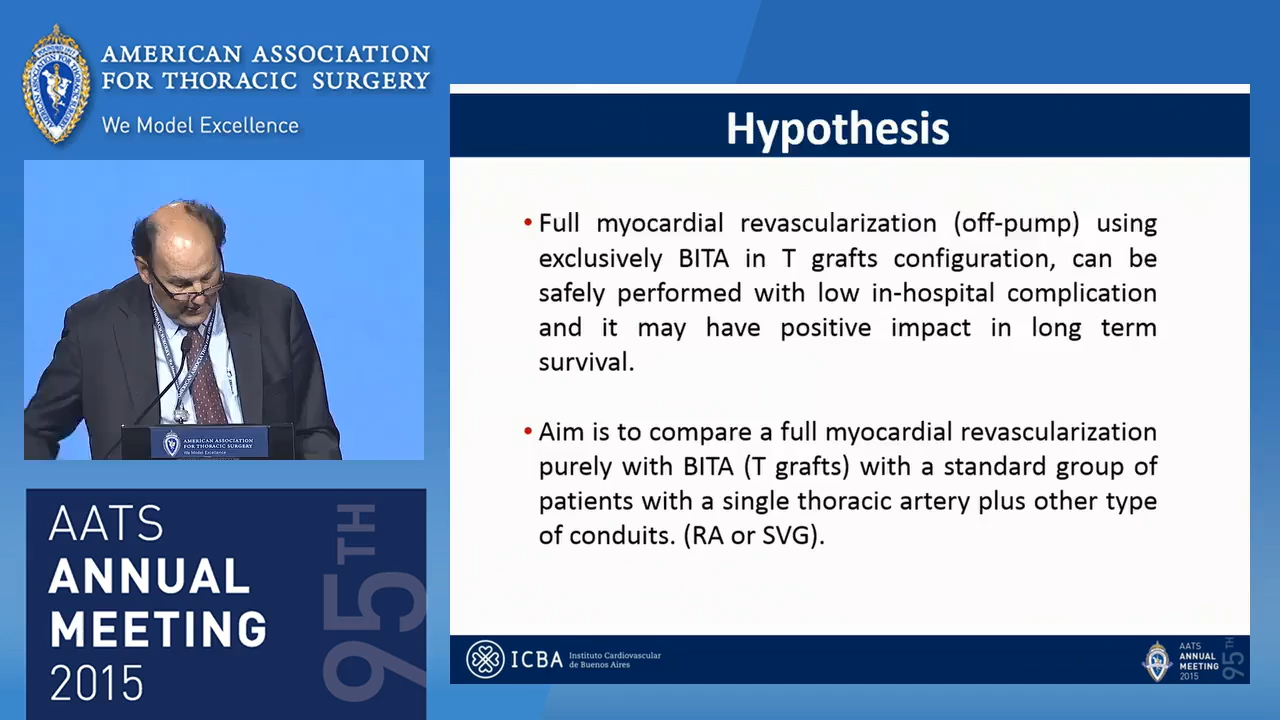 AMERICAN ASSOCIATION
FOR THORACIC SURGERY
We Model Excellence
AMERICAN ASSOCIATION
FOR THORACIC SURGERY
We Model Excellence
AATS
ANNUAL
MEETING
2015
95TH
Hypothesis
• Full myocardial revascularization (off-pump) using
exclusively BITA in T grafts configuration, can be
safely performed with low in-hospital complication
and it may have positive impact in long term
survival.
• Aim is to compare a full myocardial revascularization
purely with BITA (T grafts) with a standard group of
patients with a single thoracic artery plus other type
of conduits. (RA or SVG).
ICBA
Instituto Cardiovascular
de Buenos Aires
AATS
ANNUAL
MEETING
2015
95TH